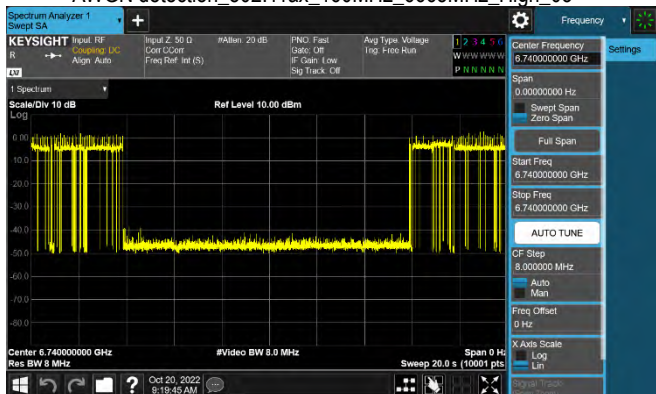 Spectrum Analyzer 1
Swept SA
Frequency
KEYSIGHT
R
Input: RF
Coupling: DC
Align: Auto
Input Z: 50 Ω
Corr CCorr
Freq Ref: Int (S)
#Atten: 20 dB
PNO: Fast
Gate: Off
IF Gain: Low
Sig Track: Off
Avg Type: Voltage
Trig: Free Run
1 2 3 4 5 6
W W W W W W
P N N N N N
LXI
1 Spectrum
Scale/Div 10 dB
Ref Level 10.00 dBm
Log
0.00
-10.0
-20.0
-30.0
-40.0
-50.0
-60.0
-70.0
-80.0
Center 6.740000000 GHz
#Video BW 8.0 MHz
Span 0 Hz
Res BW 8 MHz
Sweep 20.0 s (10001 pts
Oct 20, 2022
9:19:45 AM
?
Center Frequency
6.740000000 GHz
Settings
Span
0.00000000 Hz
Swept Span
Zero Span
Full Span
Start Freq
6.740000000 GHz
Stop Freq
6.740000000 GHz
AUTO TUNE
CF Step
8.000000 MHz
Auto
Man
Freq Offset
0 Hz
X Axis Scale
Log
Lin
Signal Track